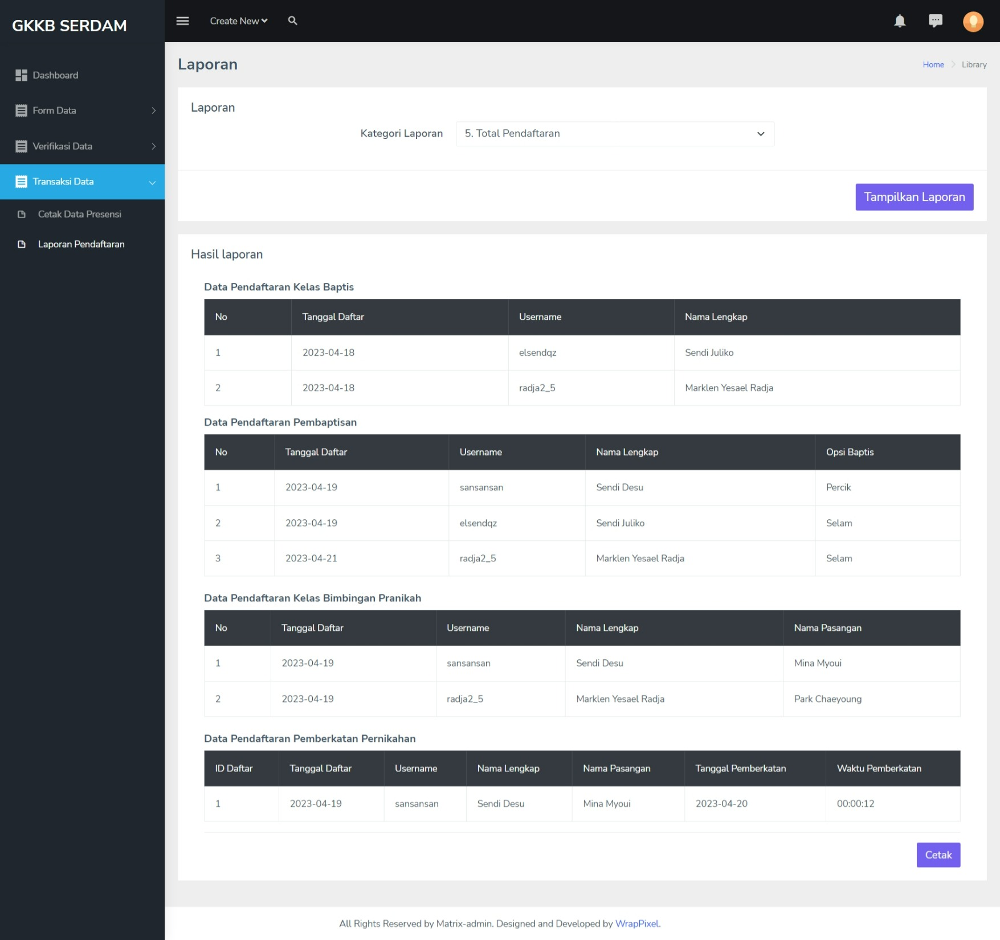 GKKB SERDAM
Create New
Dashboard
Form Data
Verifikasi Data
Transaksi Data
Cetak Data Presensi
Laporan Pendaftaran
Laporan
Home Library
Laporan
Kategori Laporan 5. Total Pendaftaran
Tampilkan Laporan
Hasil laporan
Data Pendaftaran Kelas Baptis
No Tanggal Daftar Username Nama Lengkap
1 2023-04-18 elsendqz Sendi Juliko
2 2023-04-18 radja2_5 Marklen Yesael Radja
Data Pendaftaran Pembaptisan
No Tanggal Daftar Username Nama Lengkap Opsi Baptis
1 2023-04-19 sansansan Sendi Desu Percik
2 2023-04-19 elsendqz Sendi Juliko Selam
3 2023-04-21 radja2_5 Marklen Yesael Radja Selam
Data Pendaftaran Kelas Bimbingan Pranikah
No Tanggal Daftar Username Nama Lengkap Nama Pasangan
1 2023-04-19 sansansan Sendi Desu Mina Myoui
2 2023-04-19 radja2_5 Marklen Yesael Radja Park Chaeyoung
Data Pendaftaran Pemberkatan Pernikahan
ID Daftar Tanggal Daftar Username Nama Lengkap Nama Pasangan Tanggal Pemberkatan Waktu Pemberkatan
1 2023-04-19 sansansan Sendi Desu Mina Myoui 2023-04-20 00:00:12
Cetak
All Rights Reserved by Matrix-admin. Designed and Developed by WrapPixel.